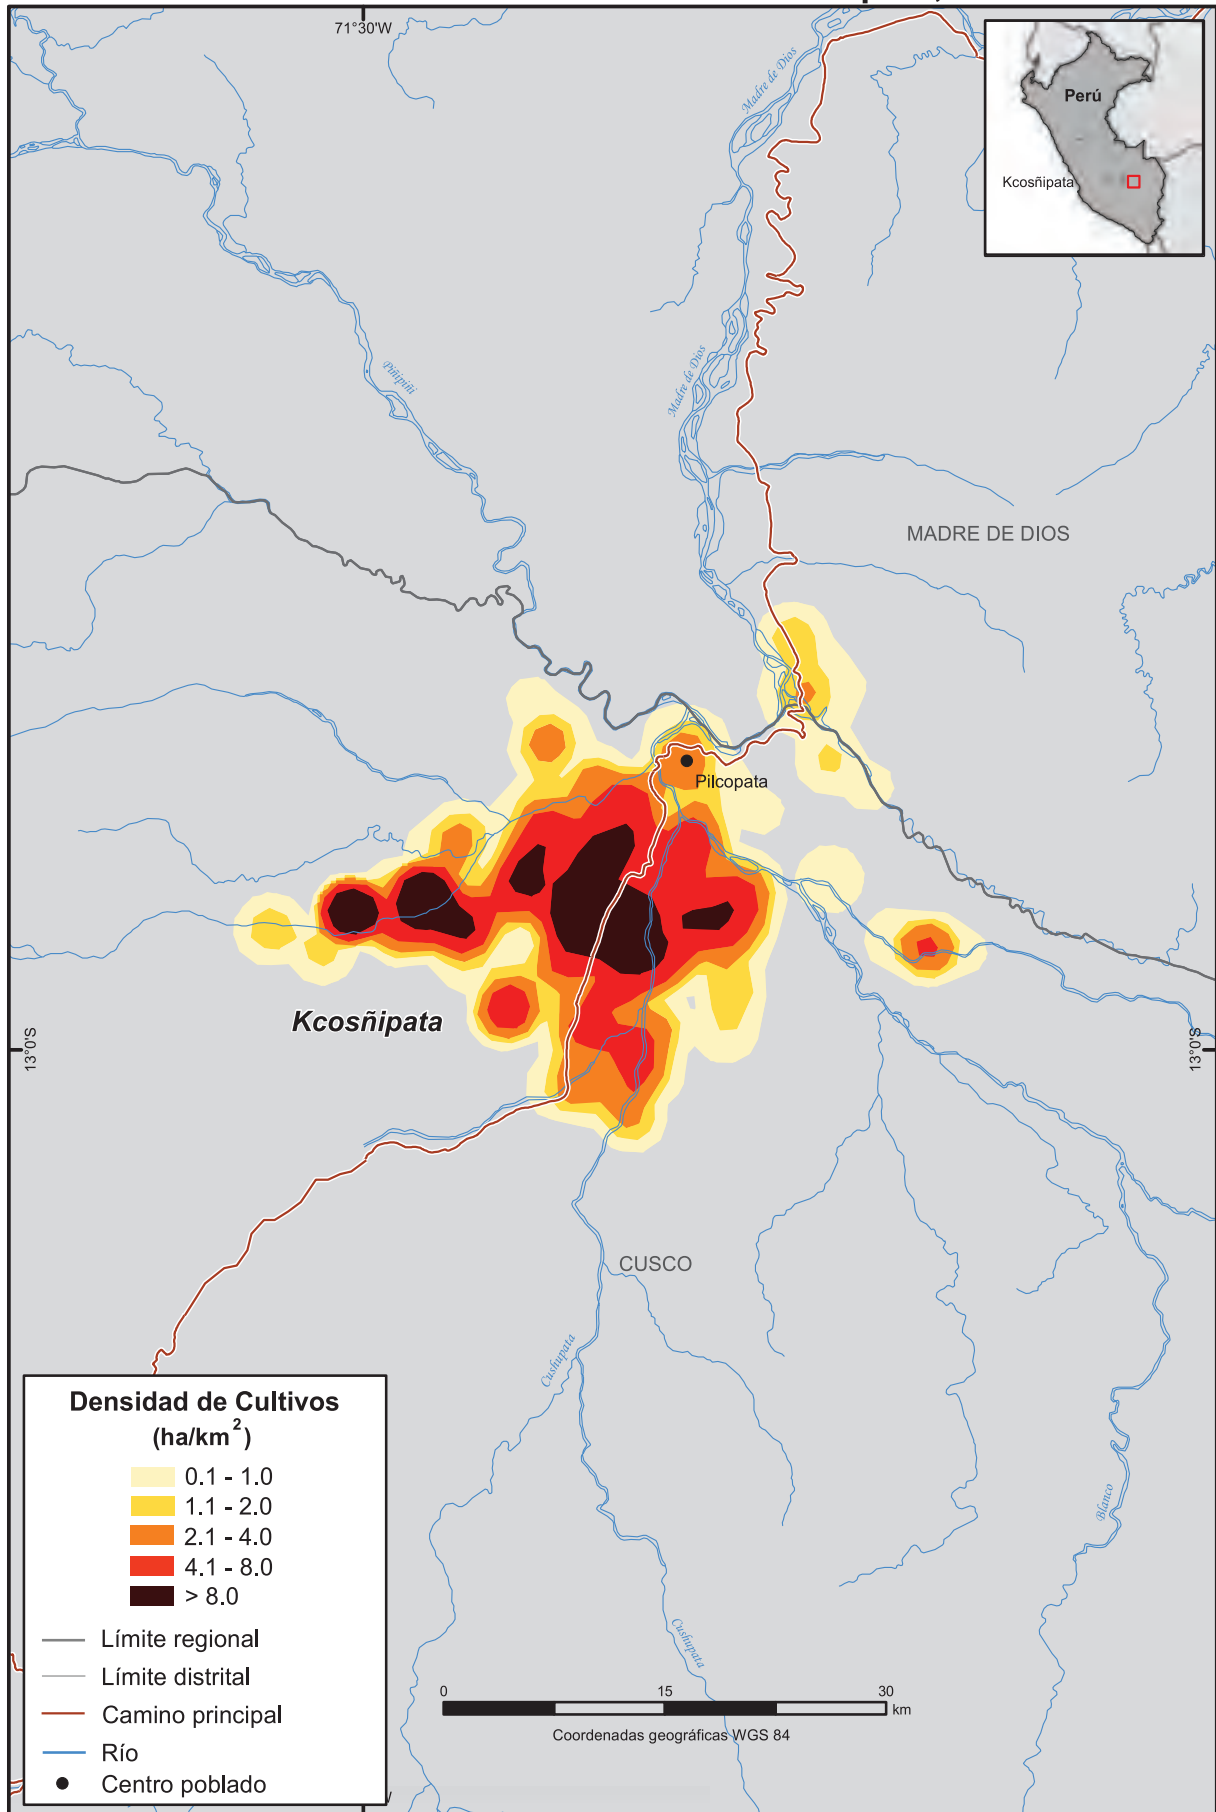 71°30'W
Madre de Dios
Perú
Kcosñipata
Piñipiñi
Madre de Dios
MADRE DE DIOS
Pilcopata
Kcosñipata
13°0'S
13°0'S
CUSCO
Cushupata
Blanco
Cushupata
Densidad de Cultivos
(ha/km²)
0.1 - 1.0
1.1 - 2.0
2.1 - 4.0
4.1 - 8.0
> 8.0
Límite regional
Límite distrital
Camino principal
Río
Centro poblado
0 15 30
km
Coordenadas geográficas WGS 84